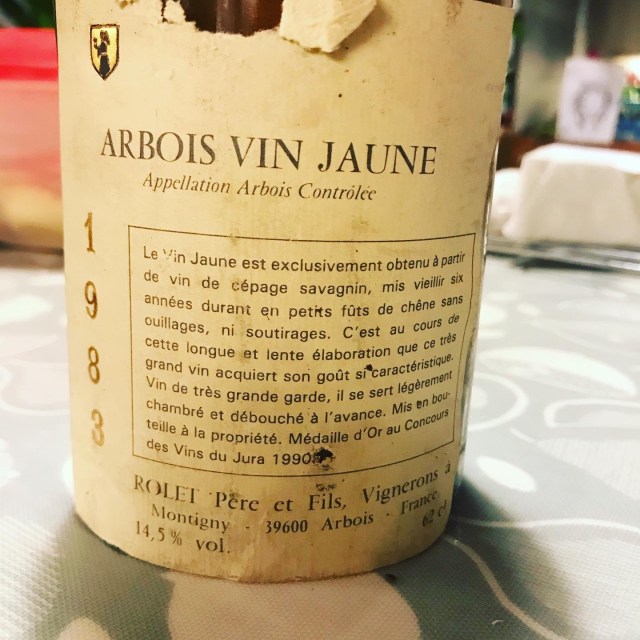 ARBOIS VIN JAUNE
Appellation Arbois Contrôlée
1
9
8
3
Le Vin Jaune est exclusivement obtenu à partir
de vin de cépage savagnin, mis vieillir six
années durant en petits fûts de chêne sans
ouillages, ni soutirages. C'est au cours de
cette longue et lente élaboration que ce très
grand vin acquiert son goût si caractéristique.
Vin de très grande garde, il se sert légèrement
chambré et débouché à l'avance. Mis en bou-
teille à la propriété. Médaille d'Or au Concours
des Vins du Jura 1990.
ROLET Père et Fils, Vignerons à
Montigny - 39600 Arbois - France
14,5% vol.
62 cl